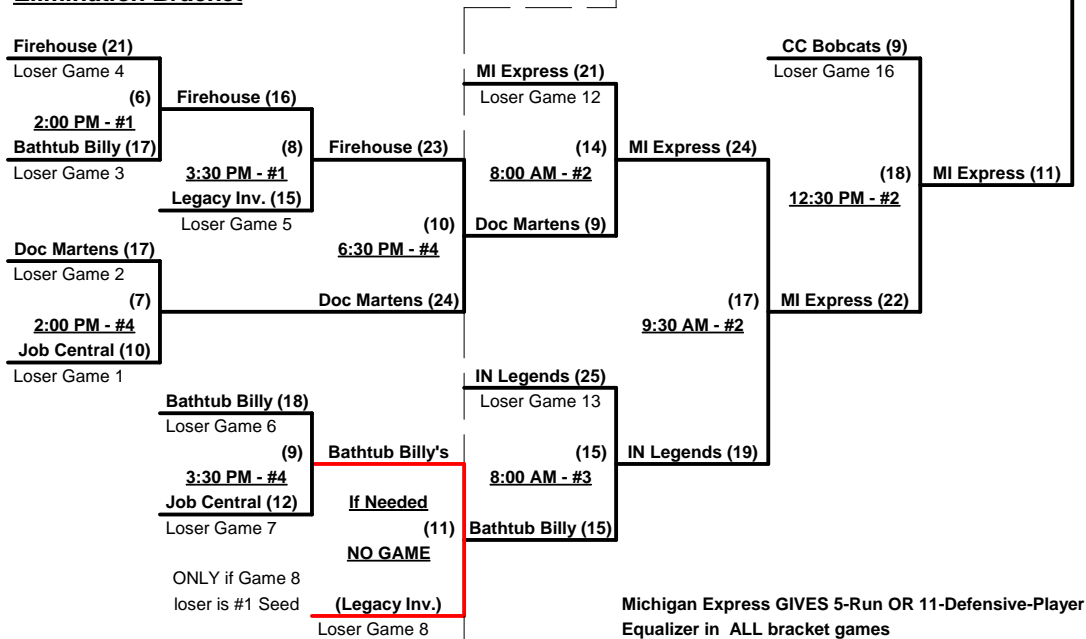 Elimination Bracket
Firehouse (21)
Loser Game 4
(6)
2:00 PM - #1
Bathtub Billy (17)
Loser Game 3
Firehouse (16)
(8)
3:30 PM - #1
Legacy Inv. (15)
Loser Game 5
Doc Martens (17)
Loser Game 2
(7)
2:00 PM - #4
Job Central (10)
Loser Game 1
Firehouse (23)
(10)
6:30 PM - #4
Doc Martens (24)
Bathtub Billy (18)
Loser Game 6
(9)
3:30 PM - #4
Job Central (12)
Loser Game 7
Bathtub Billy's
If Needed
(11)
NO GAME
ONLY if Game 8
loser is #1 Seed
(Legacy Inv.)
Loser Game 8
MI Express (21)
Loser Game 12
(14)
8:00 AM - #2
Doc Martens (9)
IN Legends (25)
Loser Game 13
(15)
8:00 AM - #3
Bathtub Billy (15)
MI Express (24)
(17)
9:30 AM - #2
IN Legends (19)
CC Bobcats (9)
Loser Game 16
(18)
12:30 PM - #2
MI Express (22)
MI Express (11)
Michigan Express GIVES 5-Run OR 11-Defensive-Player
Equalizer in ALL bracket games